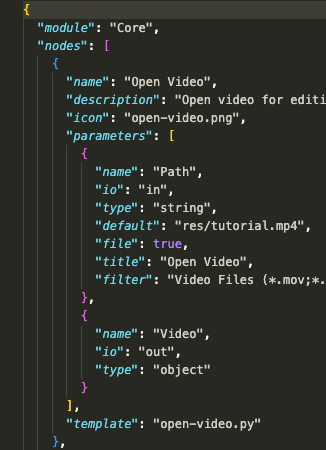 {
"module": "Core",
"nodes": [
{
"name": "Open Video",
"description": "Open video for editi
"icon": "open-video.png",
"parameters": [
{
"name": "Path",
"io": "in",
"type": "string",
"default": "res/tutorial.mp4",
"file": true,
"title": "Open Video",
"filter": "Video Files (*.mov;*.
},
{
"name": "Video",
"io": "out",
"type": "object"
}
],
"template": "open-video.py"
},